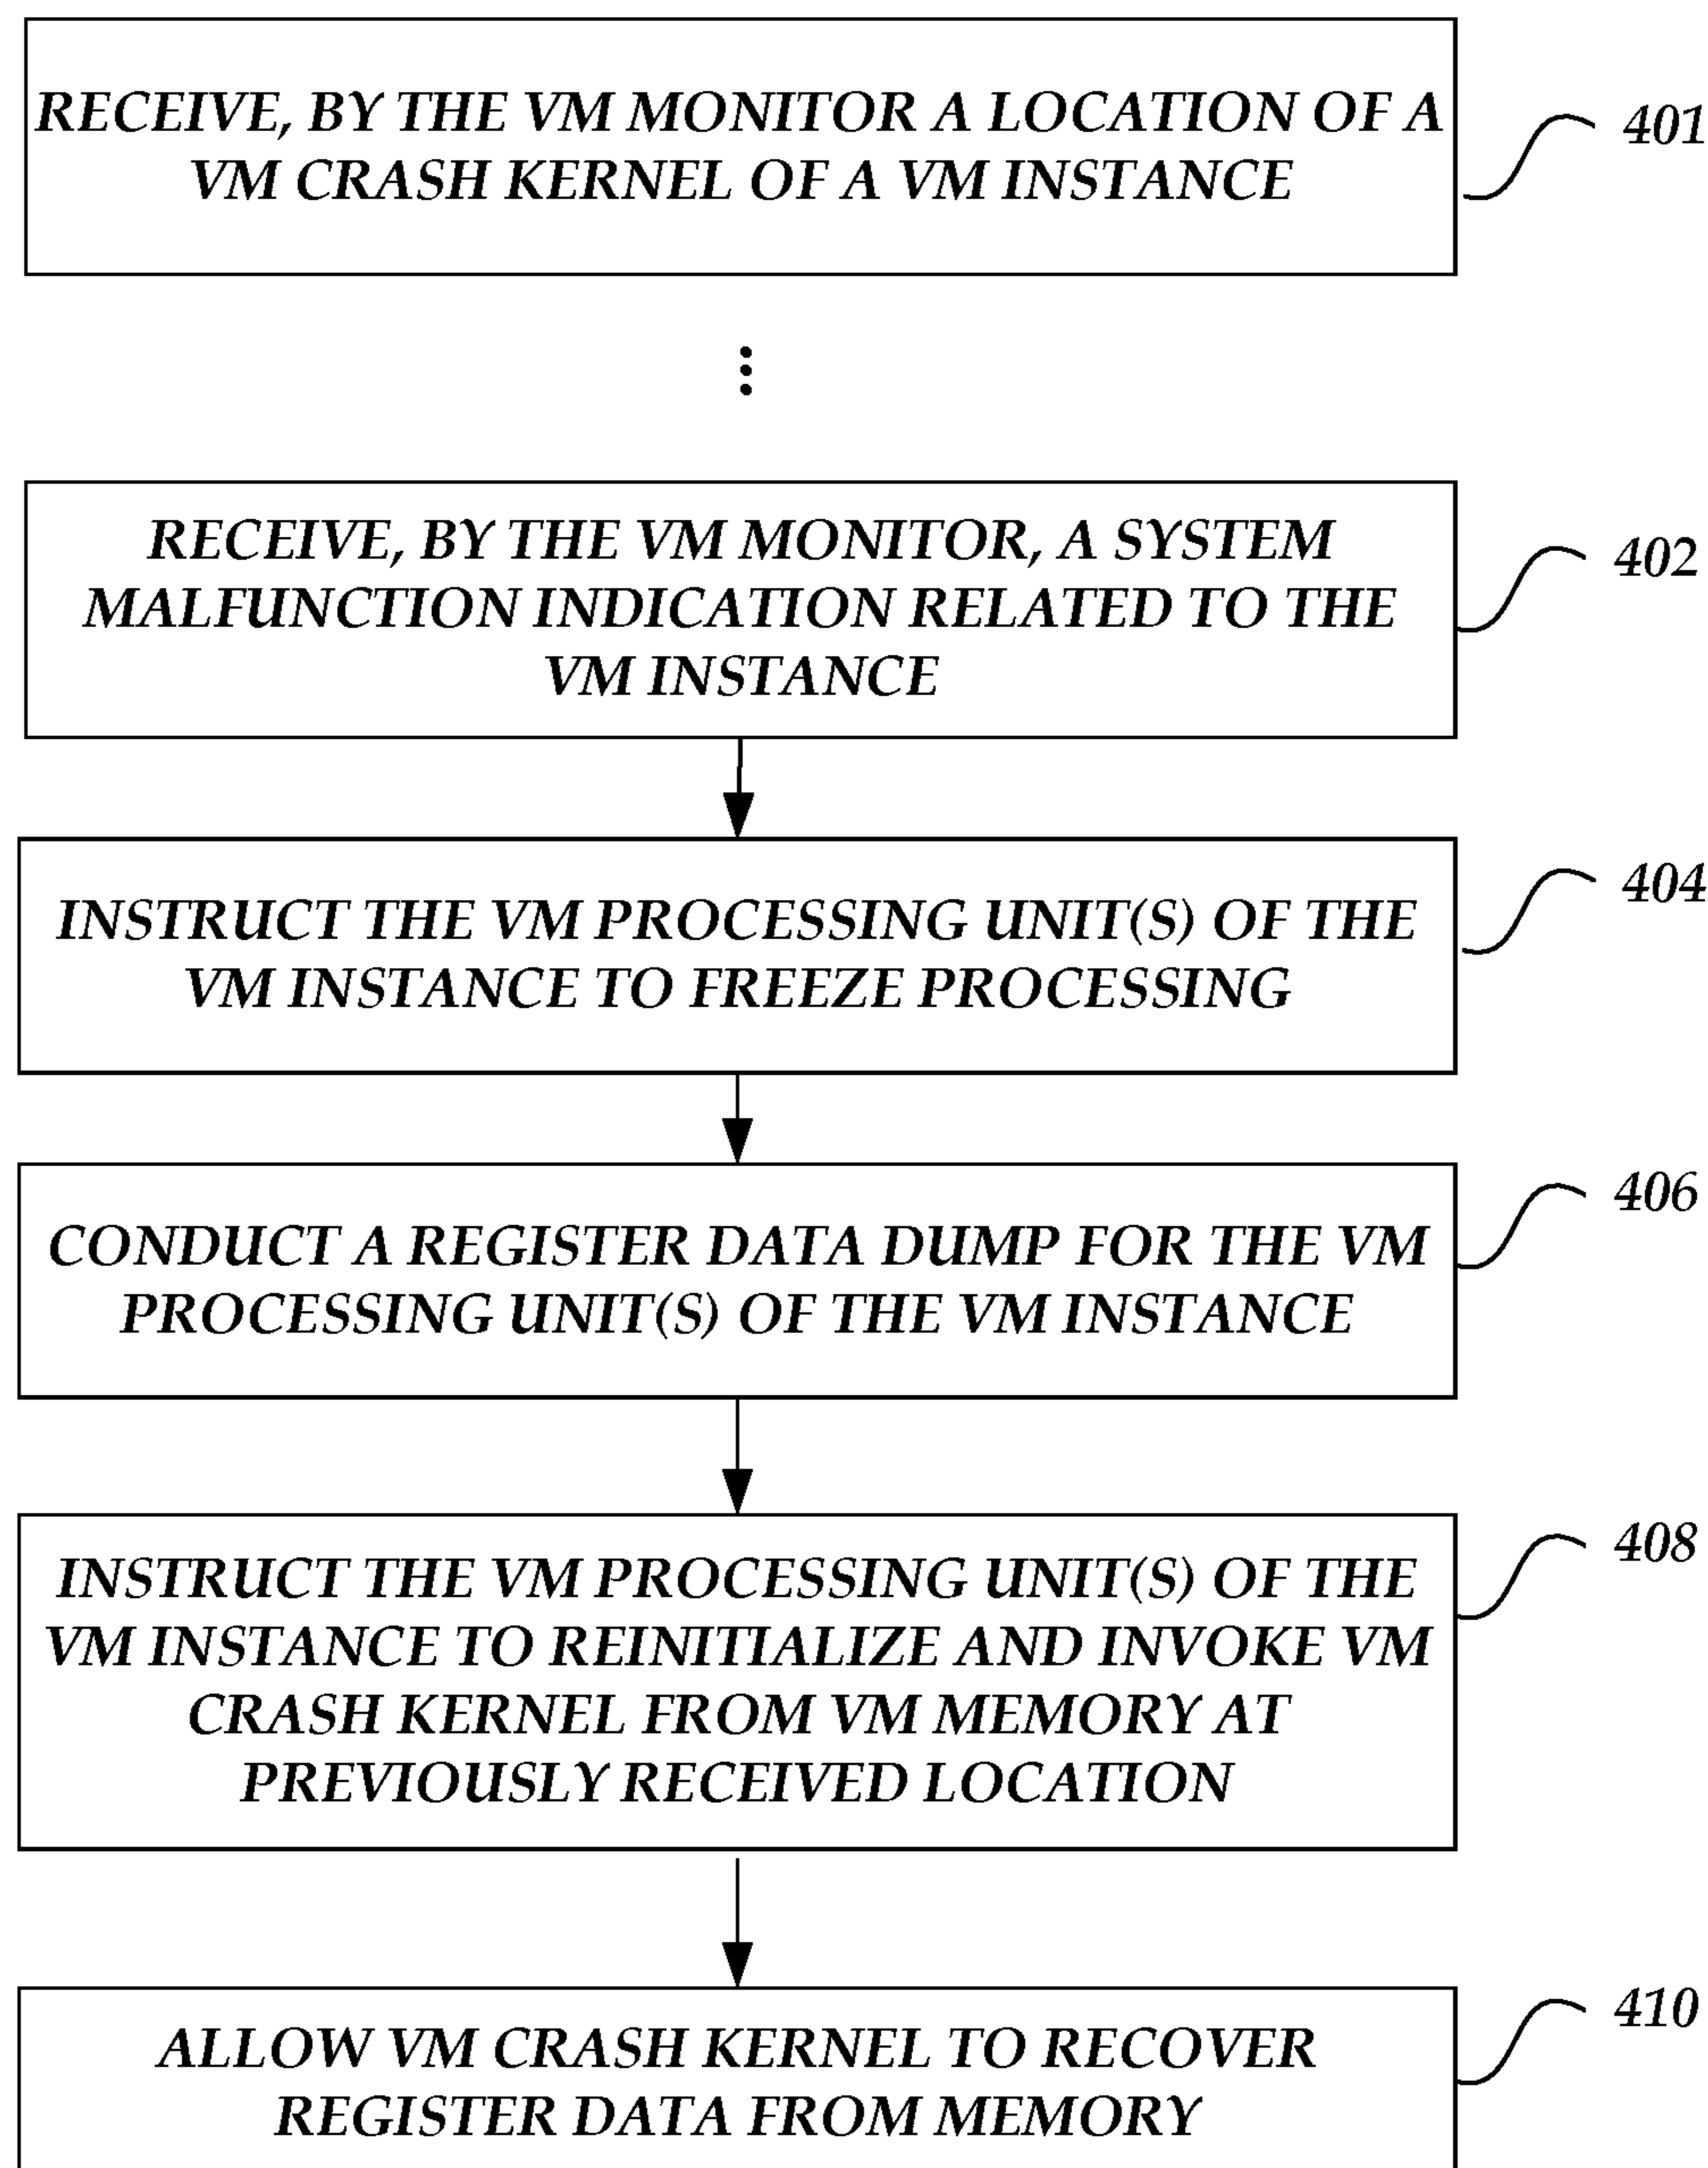 RECEIVE, BY THE VM MONITOR A LOCATION OF A
VM CRASH KERNEL OF A VM INSTANCE
401
RECEIVE, BY THE VM MONITOR, A SYSTEM
MALFUNCTION INDICATION RELATED TO THE
VM INSTANCE
402
INSTRUCT THE VM PROCESSING UNIT(S) OF THE
VM INSTANCE TO FREEZE PROCESSING
404
CONDUCT A REGISTER DATA DUMP FOR THE VM
PROCESSING UNIT(S) OF THE VM INSTANCE
406
INSTRUCT THE VM PROCESSING UNIT(S) OF THE
VM INSTANCE TO REINITIALIZE AND INVOKE VM
CRASH KERNEL FROM VM MEMORY AT
PREVIOUSLY RECEIVED LOCATION
408
ALLOW VM CRASH KERNEL TO RECOVER
REGISTER DATA FROM MEMORY
410